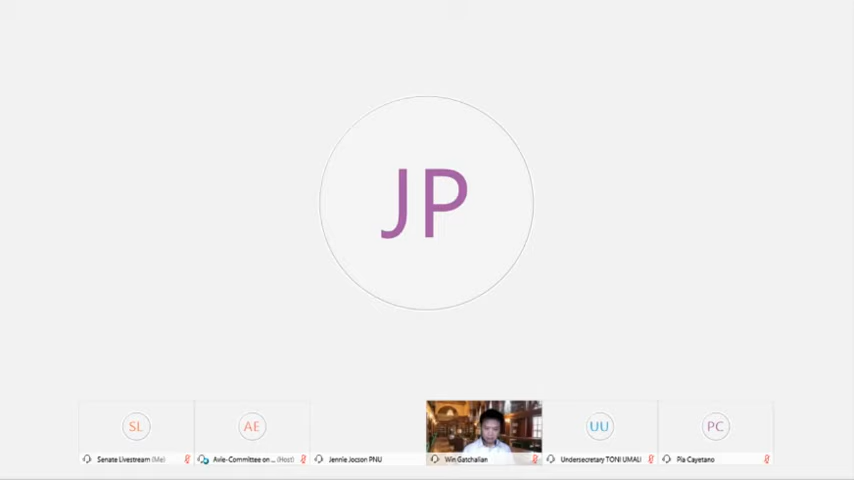 JP
SL
AE
UU
PC
Senate Livestream (Me)
Avie-Committee on ... (Host)
Jennie Jocson PNU
Win Gatchalian
Undersecretary TONI UMALI
Pia Cayetano